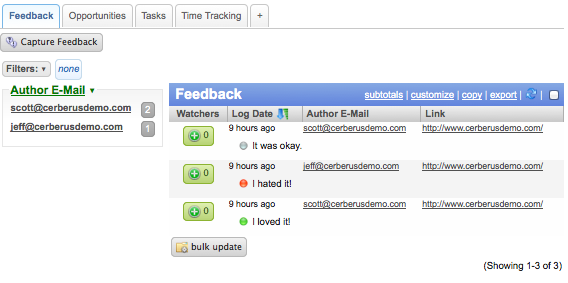 Feedback Opportunities Tasks Time Tracking +
Capture Feedback
Filters: ▾ none
Author E-Mail ▾
scott@cerberusdemo.com 2
jeff@cerberusdemo.com 1
Feedback subtotals | customize | copy | export | |
Watchers Log Date Author E-Mail Link
0 9 hours ago scott@cerberusdemo.com http://www.cerberusdemo.com/
It was okay.
0 9 hours ago jeff@cerberusdemo.com http://www.cerberusdemo.com/
I hated it!
0 9 hours ago scott@cerberusdemo.com http://www.cerberusdemo.com/
I loved it!
bulk update
(Showing 1-3 of 3)